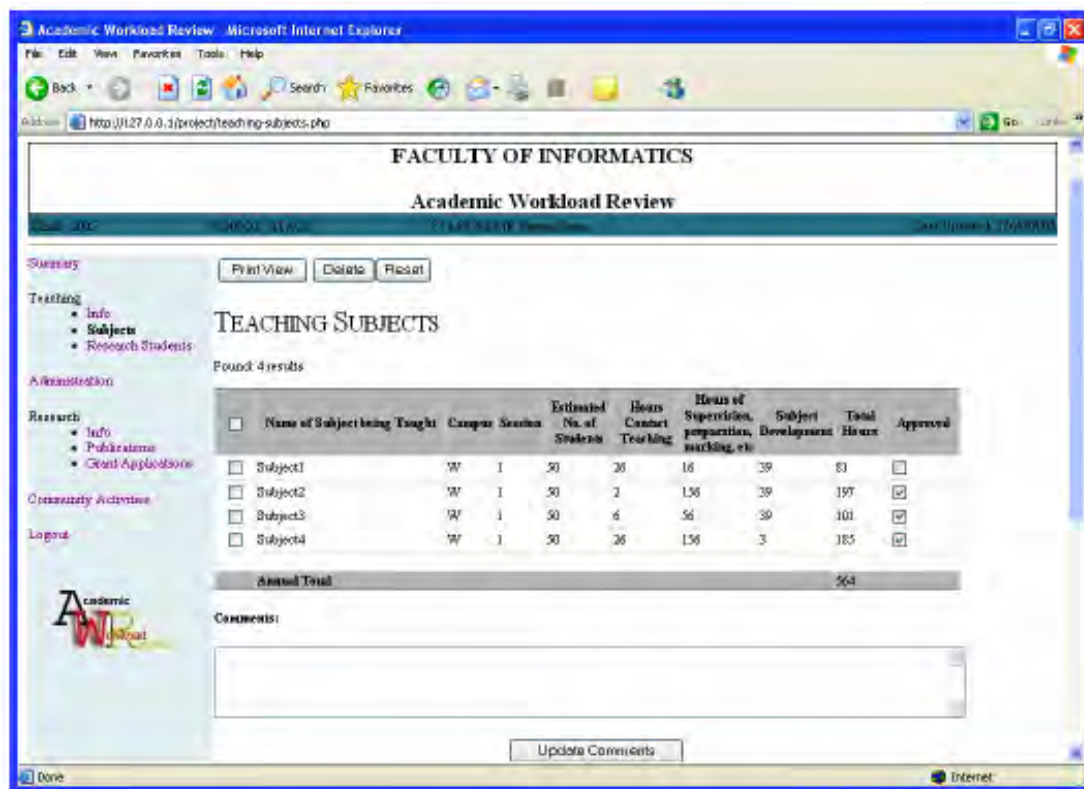 Academic Workload Review Microsoft Internet Explorer
File Edit View Favorites Tools Help
Back Search Favorites
Address http://127.0.0.1/project/teaching-subjects.php Go Links
FACULTY OF INFORMATICS
Academic Workload Review
Summary
Print View Delete Reset
Teaching
Info
Subjects
Research Students
TEACHING SUBJECTS
Found: 4 results
Administration
Research
Info
Publications
Grant Applications
Community Activities
Logout
Academic
Workload
Name of Subject being Taught Campus Session Estimated No. of Students Hours Contact Teaching Hours of Supervision, preparation, marking, etc Subject Development Total Hours Approved
Subject1 W 1 50 26 16 39 81
Subject2 W 1 50 2 156 39 197
Subject3 W 1 50 6 56 39 101
Subject4 W 1 50 26 156 3 185
Annual Total 564
Comments:
Update Comments
Done Internet